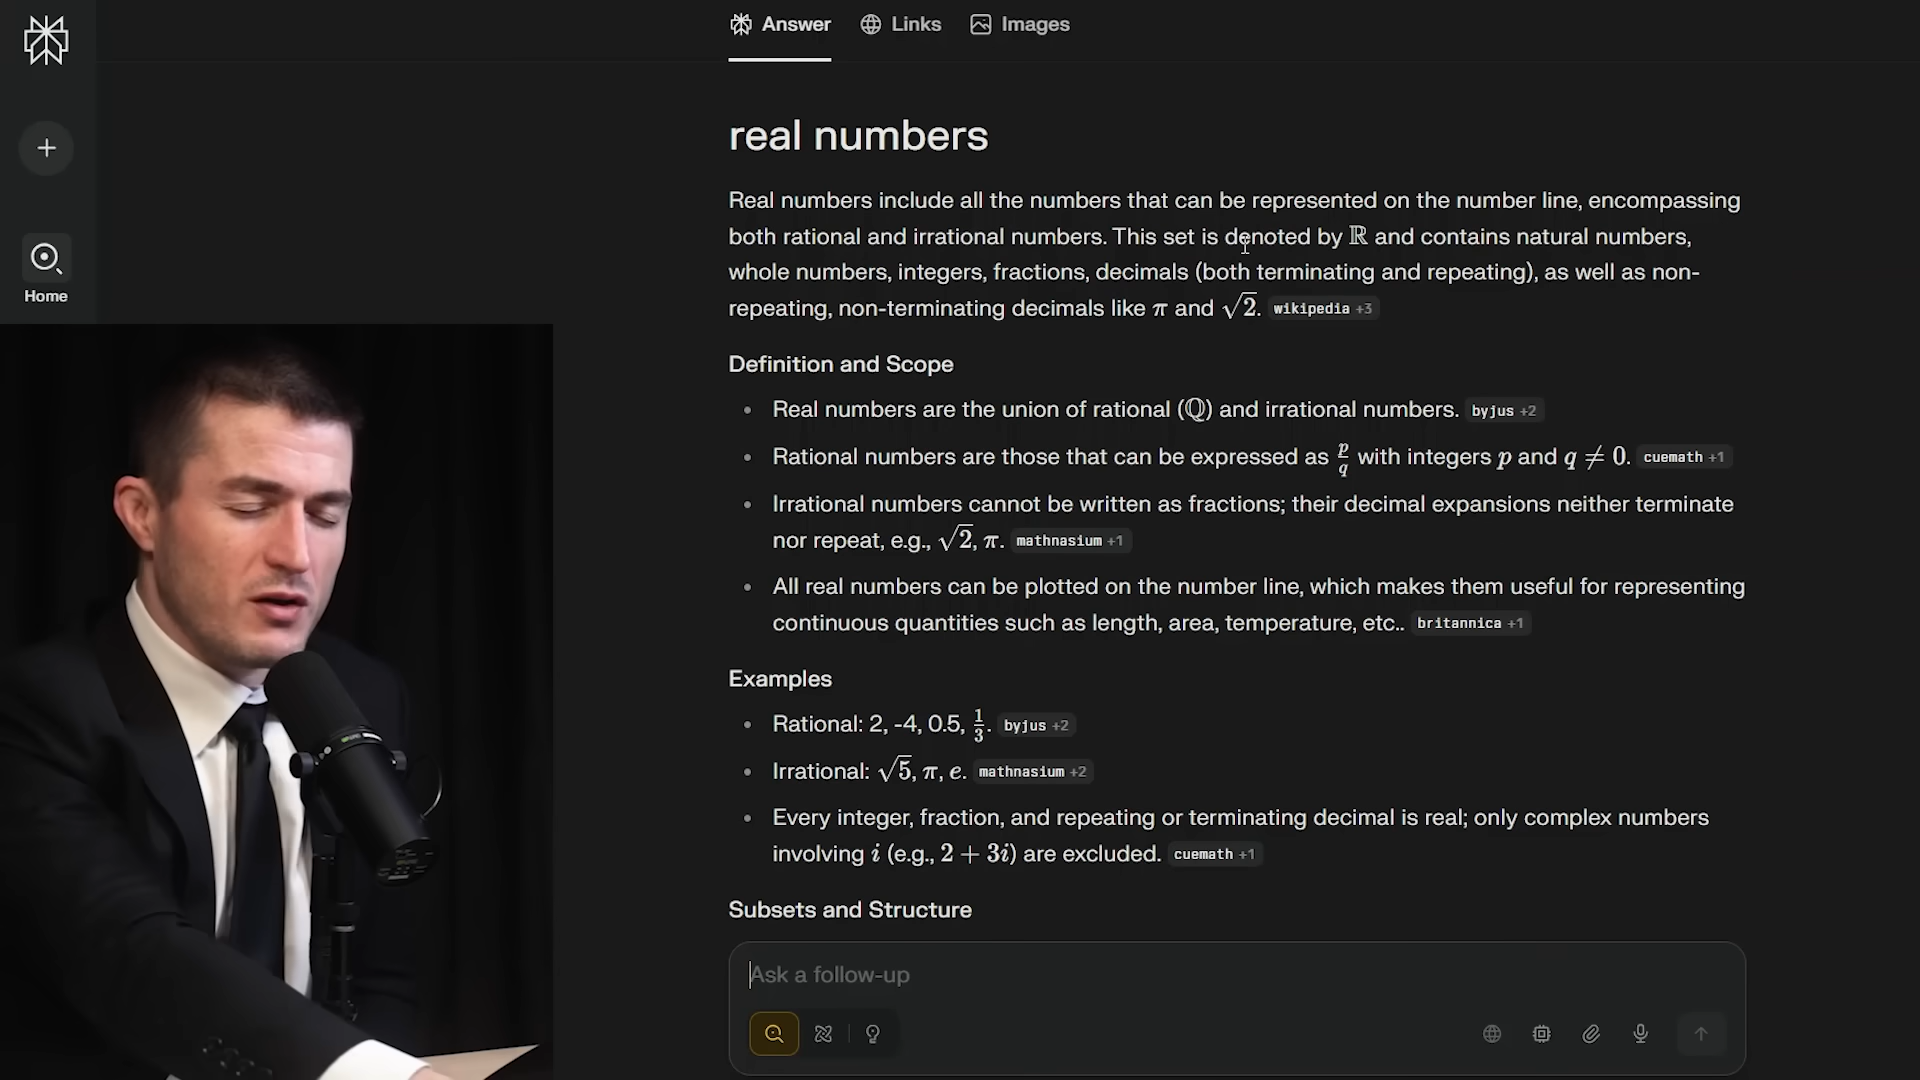 Answer Links Images
Home
real numbers
Real numbers include all the numbers that can be represented on the number line, encompassing
both rational and irrational numbers. This set is denoted by ℝ and contains natural numbers,
whole numbers, integers, fractions, decimals (both terminating and repeating), as well as non-
repeating, non-terminating decimals like π and √2. wikipedia +3
Definition and Scope
• Real numbers are the union of rational (ℚ) and irrational numbers. byjus +2
• Rational numbers are those that can be expressed as p/q with integers p and q ≠ 0. cuemath +1
• Irrational numbers cannot be written as fractions; their decimal expansions neither terminate
nor repeat, e.g., √2, π. mathnasium +1
• All real numbers can be plotted on the number line, which makes them useful for representing
continuous quantities such as length, area, temperature, etc.. britannica +1
Examples
• Rational: 2, -4, 0.5, 1/3. byjus +2
• Irrational: √5, π, e. mathnasium +2
• Every integer, fraction, and repeating or terminating decimal is real; only complex numbers
involving i (e.g., 2 + 3i) are excluded. cuemath +1
Subsets and Structure
Ask a follow-up